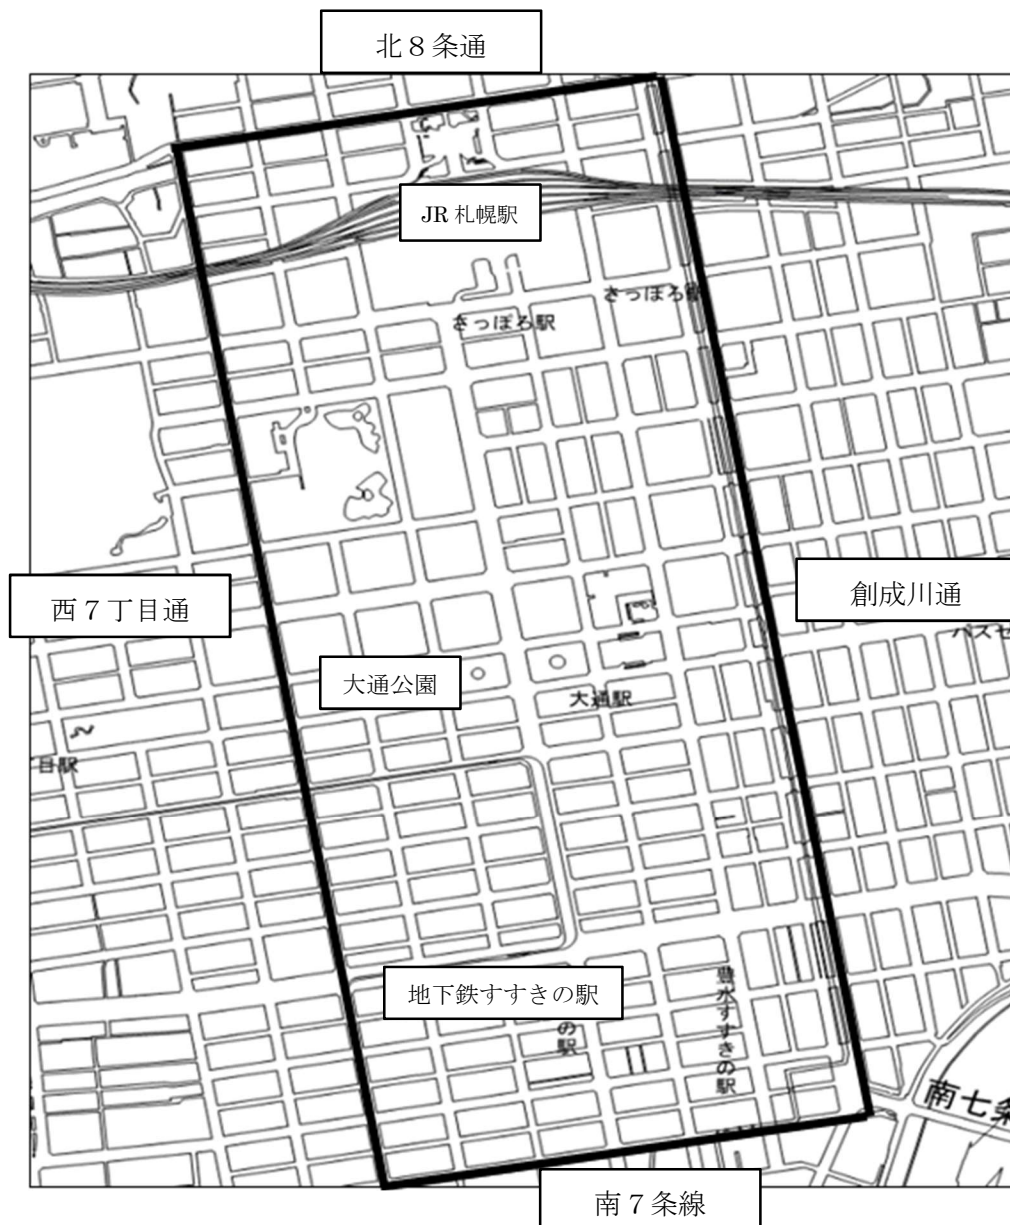 北８条通
JR 札幌駅
さっぽろ駅
さっぽろ駅
西７丁目通
創成川通
バスセ
大通公園
大通駅
目駅
地下鉄すすきの駅
の駅
豊水すすきの駅
南七条
南７条線